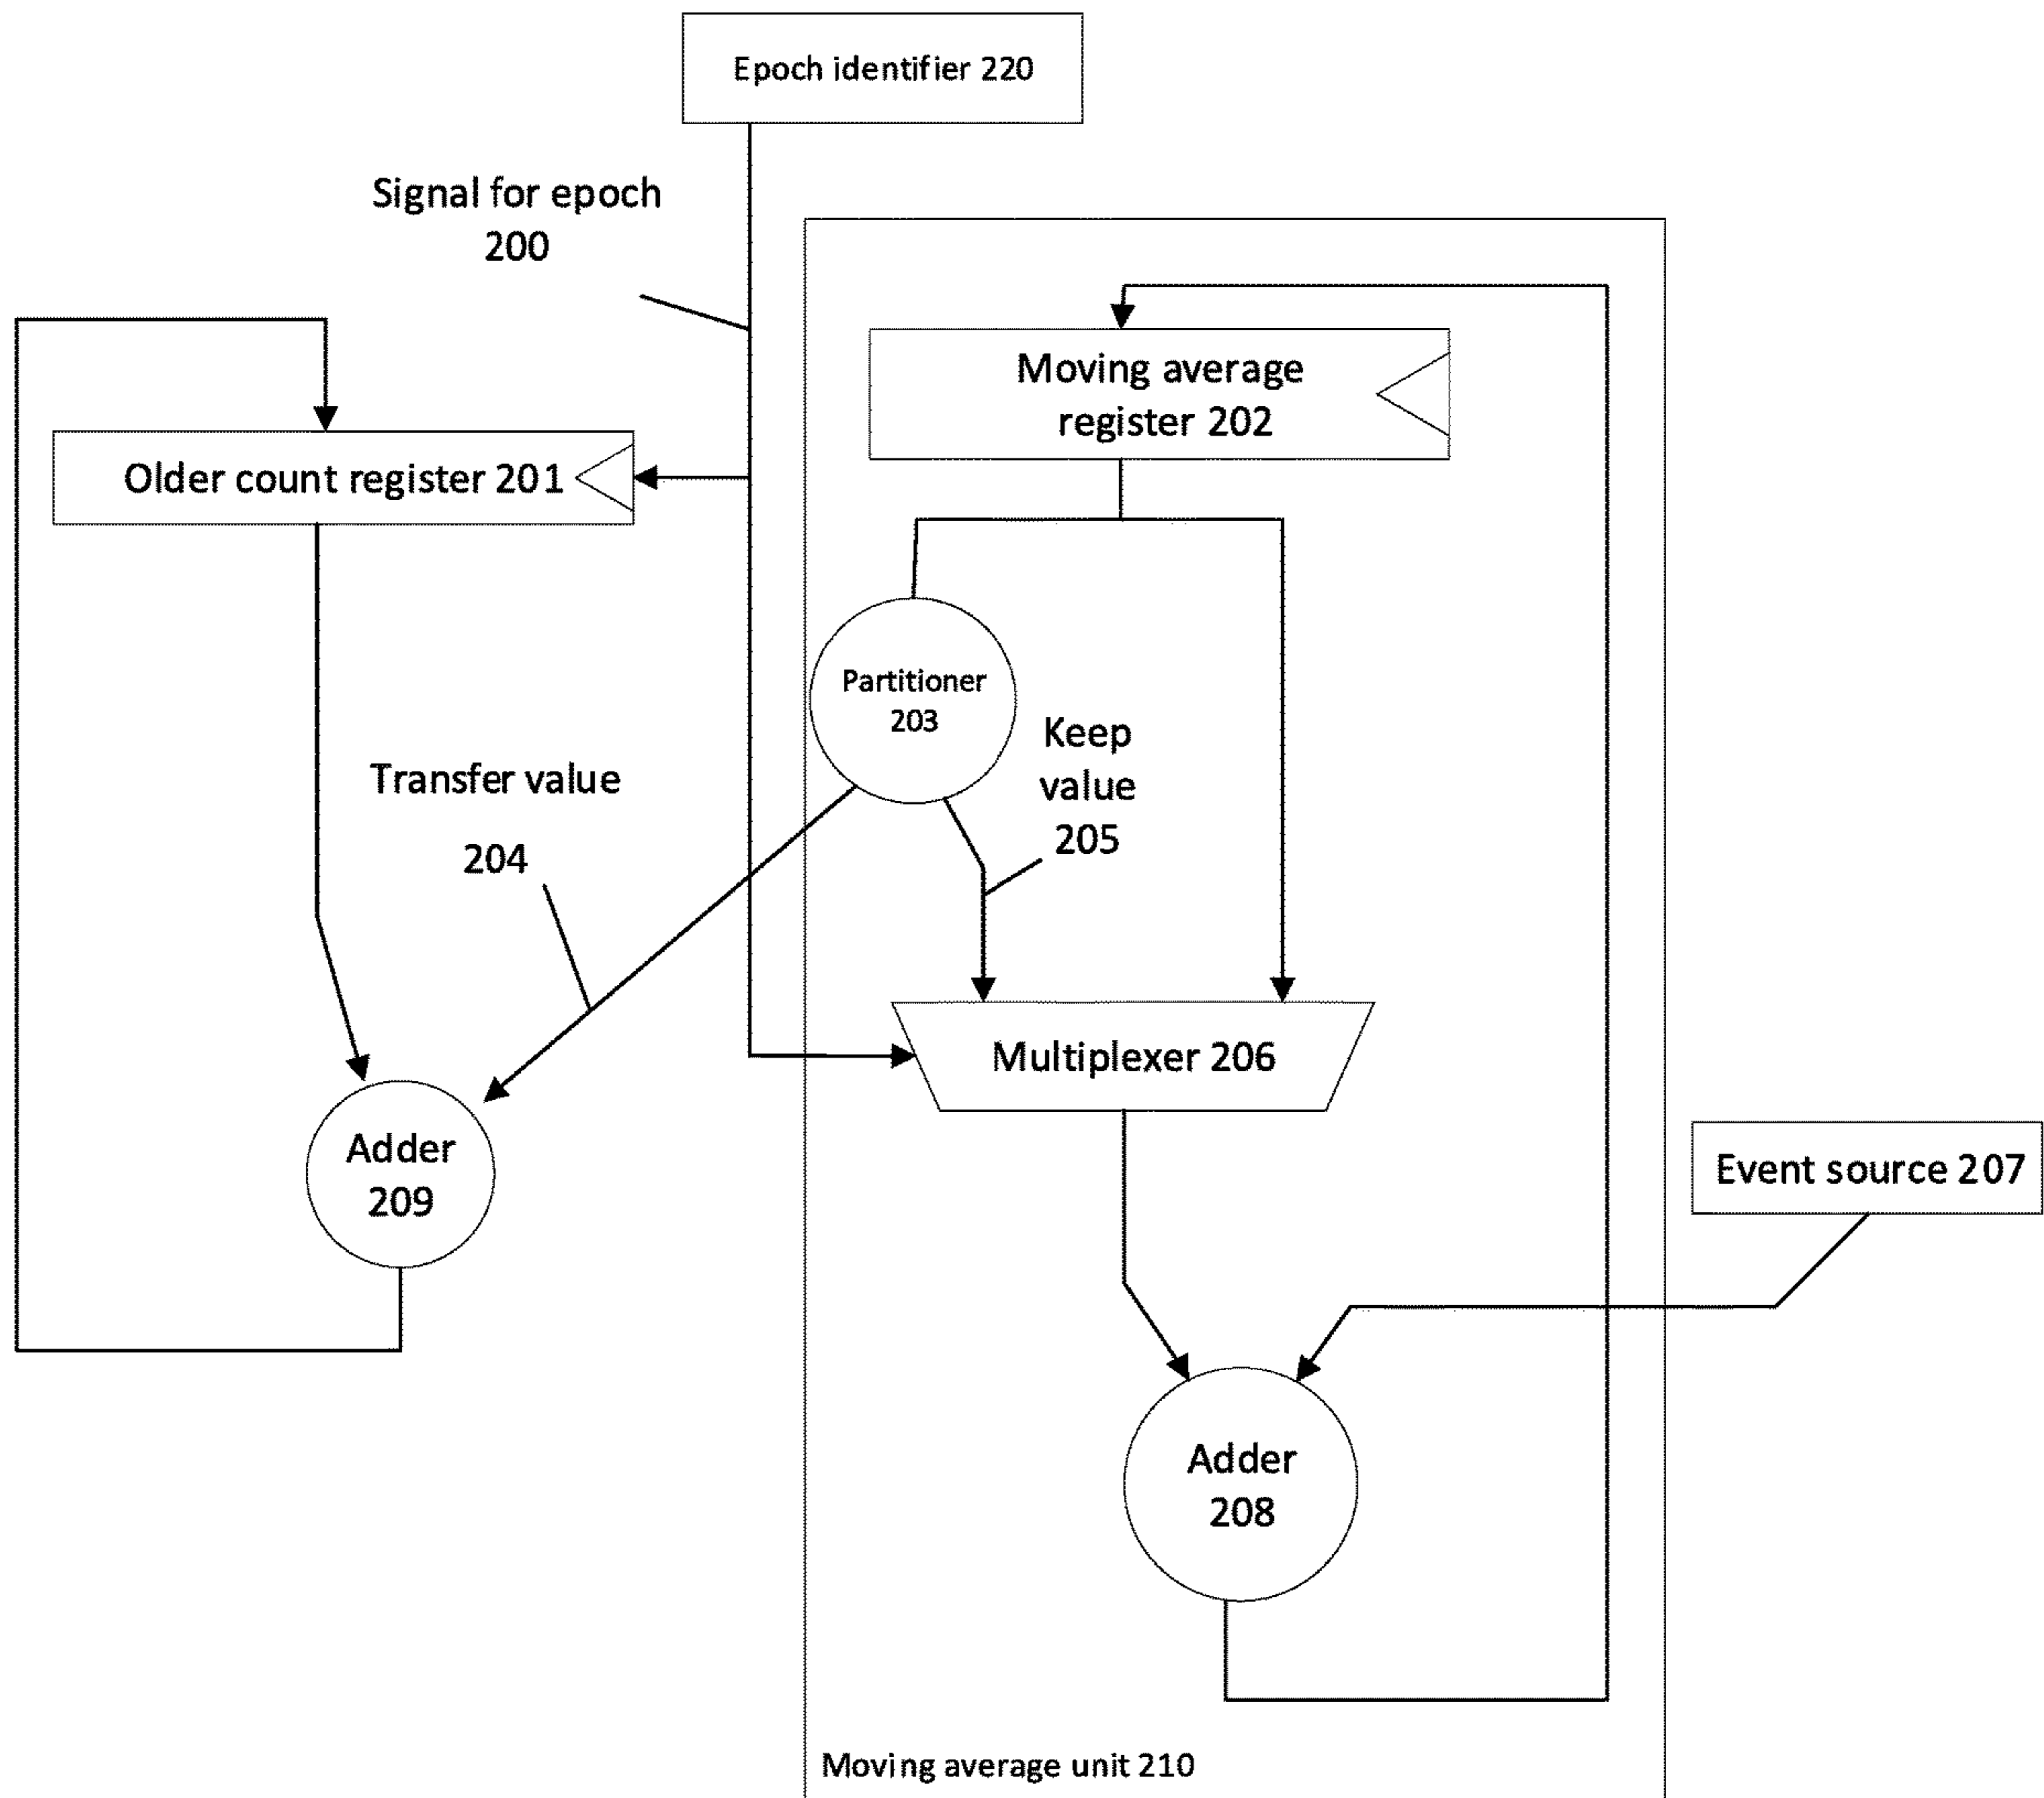 Epoch identifier 220
Signal for epoch
200
Moving average
register 202
Older count register 201
Partitioner
203
Keep
value
205
Transfer value
204
Multiplexer 206
Adder
209
Event source 207
Adder
208
Moving average unit 210